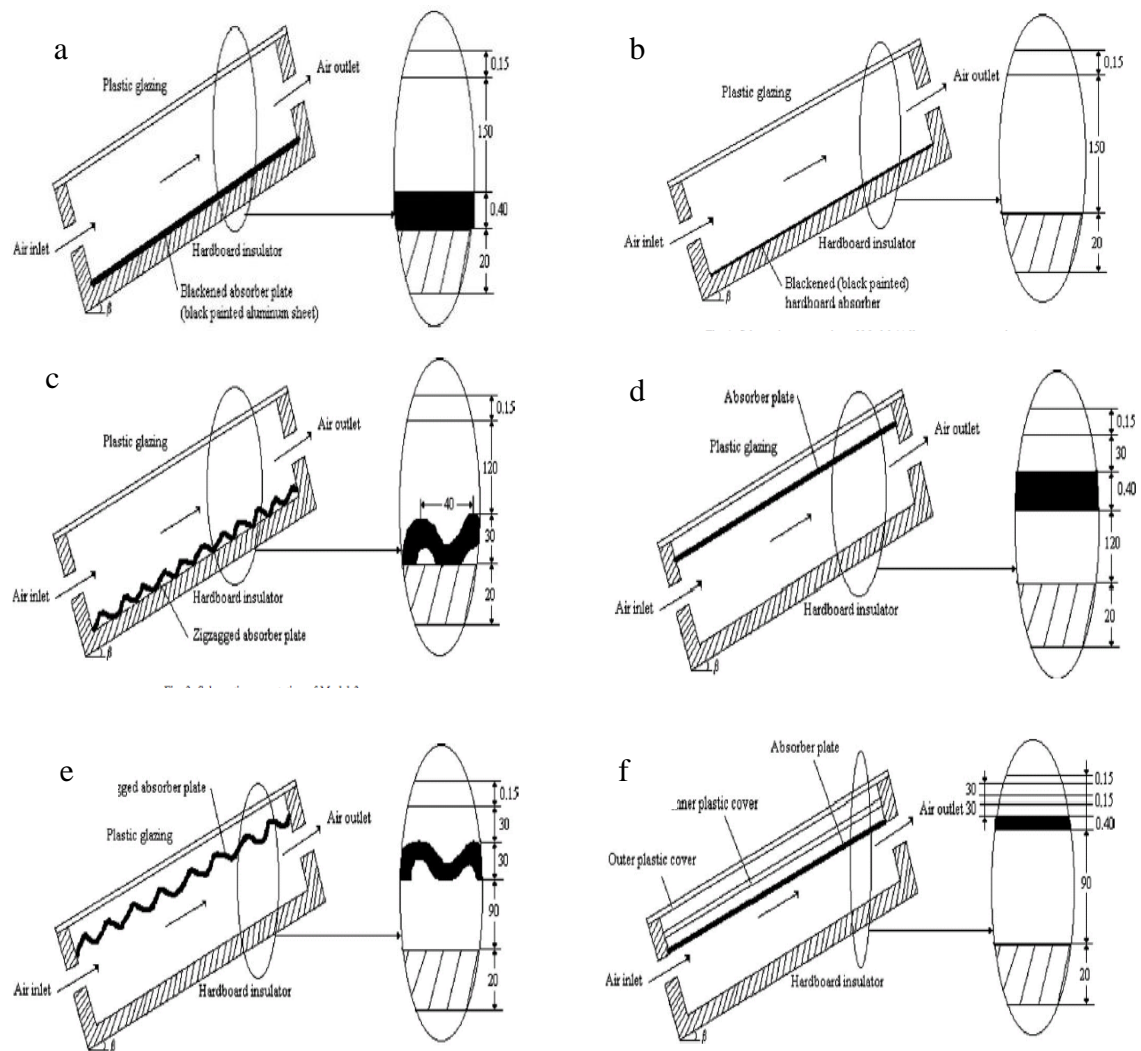 a
Plastic glazing
Air outlet
Air inlet
Hardboard insulator
Blackened absorber plate
(black painted aluminum sheet)
β
0.15
150
0.40
20
b
Plastic glazing
Air outlet
Air inlet
Hardboard insulator
Blackened (black painted)
hardboard absorber
β
0.15
150
20
c
Plastic glazing
Air outlet
Air inlet
Hardboard insulator
Zigzagged absorber plate
β
0.15
120
40
30
20
d
Absorber plate
Plastic glazing
Air outlet
Air inlet
Hardboard insulator
β
0.15
30
0.40
120
20
e
gged absorber plate
Plastic glazing
Air outlet
Air inlet
Hardboard insulator
β
0.15
30
30
90
20
f
Absorber plate
ner plastic cover
Outer plastic cover
Air outlet
Air inlet
Hardboard insulator
β
30
30
0.15
0.15
0.40
90
20